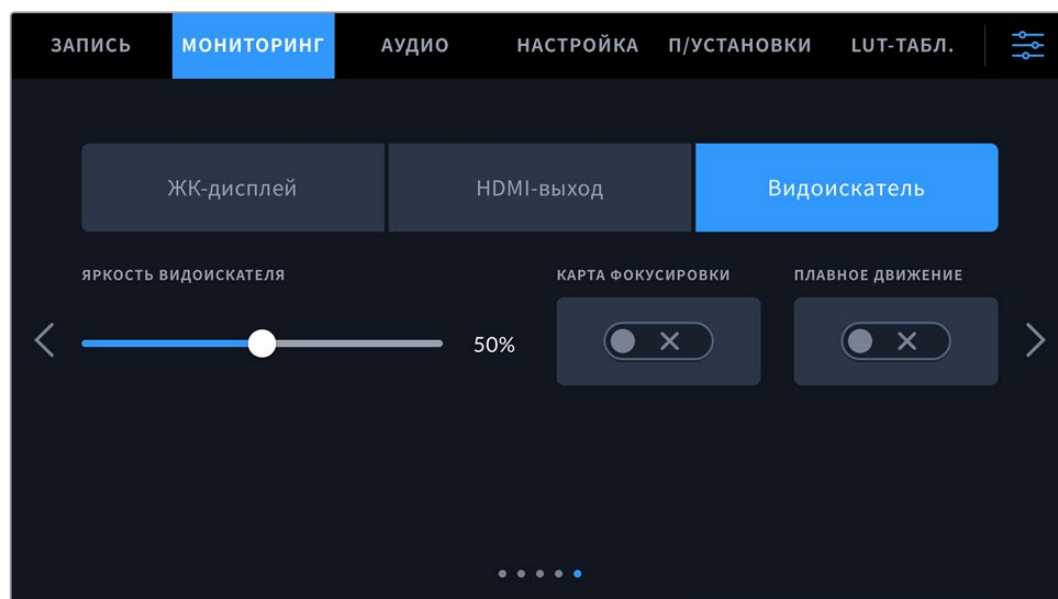 ЗАПИСЬ МОНИТОРИНГ АУДИО НАСТРОЙКА П/УСТАНОВКИ LUT-ТАБЛ.
ЖК-дисплей HDMI-выход Видоискатель
ЯРКОСТЬ ВИДОИСКАТЕЛЯ КАРТА ФОКУСИРОВКИ ПЛАВНОЕ ДВИЖЕНИЕ
50%